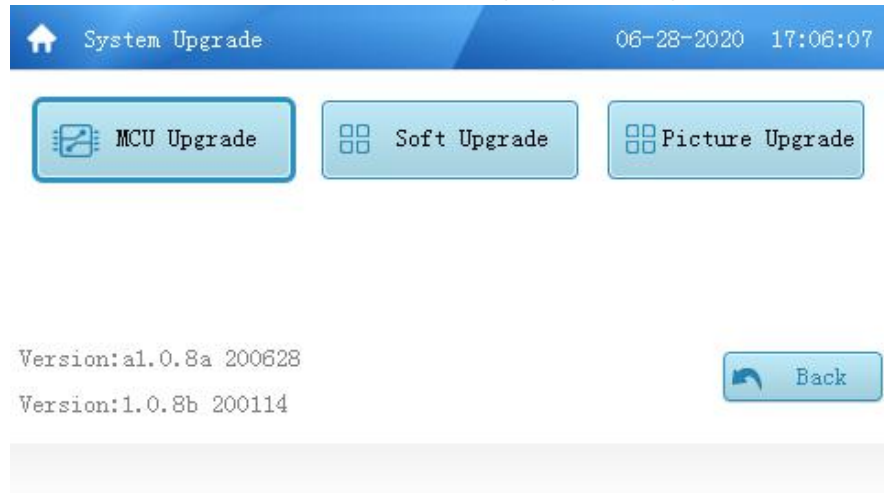 System Upgrade 06-28-2020 17:06:07
MCU Upgrade Soft Upgrade Picture Upgrade
Version:a1.0.8a 200628
Back
Version:1.0.8b 200114